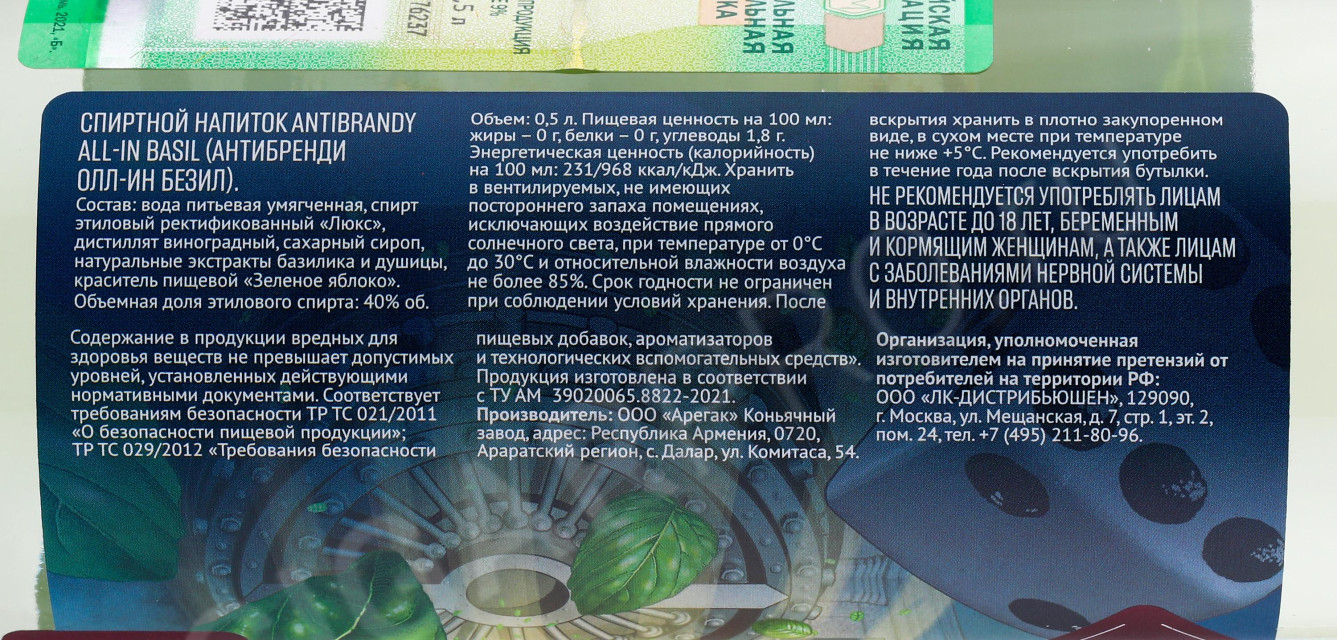 2021, «Б».
76237
,5 л
ПРОДУКЦИЯ
СПИРТНОЙ НАПИТОК ANTIBRANDY
ALL-IN BASIL (АНТИБРЕНДИ
ОЛЛ-ИН БЕЗИЛ).
Состав: вода питьевая умягченная, спирт
этиловый ректификованный «Люкс»,
дистиллят виноградный, сахарный сироп,
натуральные экстракты базилика и душицы,
краситель пищевой «Зеленое яблоко».
Объемная доля этилового спирта: 40% об.
Объем: 0,5 л. Пищевая ценность на 100 мл:
жиры – 0 г, белки – 0 г, углеводы 1,8 г.
Энергетическая ценность (калорийность)
на 100 мл: 231/968 ккал/кДж. Хранить
в вентилируемых, не имеющих
постороннего запаха помещениях,
исключающих воздействие прямого
солнечного света, при температуре от 0°С
до 30°С и относительной влажности воздуха
не более 85%. Срок годности не ограничен
при соблюдении условий хранения. После
вскрытия хранить в плотно закупоренном
виде, в сухом месте при температуре
не ниже +5°С. Рекомендуется употребить
в течение года после вскрытия бутылки.
НЕ РЕКОМЕНДУЕТСЯ УПОТРЕБЛЯТЬ ЛИЦАМ
В ВОЗРАСТЕ ДО 18 ЛЕТ, БЕРЕМЕННЫМ
И КОРМЯЩИМ ЖЕНЩИНАМ, А ТАКЖЕ ЛИЦАМ
С ЗАБОЛЕВАНИЯМИ НЕРВНОЙ СИСТЕМЫ
И ВНУТРЕННИХ ОРГАНОВ.
Содержание в продукции вредных для
здоровья веществ не превышает допустимых
уровней, установленных действующими
нормативными документами. Соответствует
требованиям безопасности ТР ТС 021/2011
«О безопасности пищевой продукции»;
ТР ТС 029/2012 «Требования безопасности
пищевых добавок, ароматизаторов
и технологических вспомогательных средств».
Продукция изготовлена в соответствии
с ТУ АМ 39020065.8822-2021.
Производитель: ООО «Арегак» Коньячный
завод, адрес: Республика Армения, 0720,
Араратский регион, с. Далар, ул. Комитаса, 54.
Организация, уполномоченная
изготовителем на принятие претензий от
потребителей на территории РФ:
ООО «ЛК-ДИСТРИБЬЮШЕН», 129090,
г. Москва, ул. Мещанская, д. 7, стр. 1, эт. 2,
пом. 24, тел. +7 (495) 211-80-96.